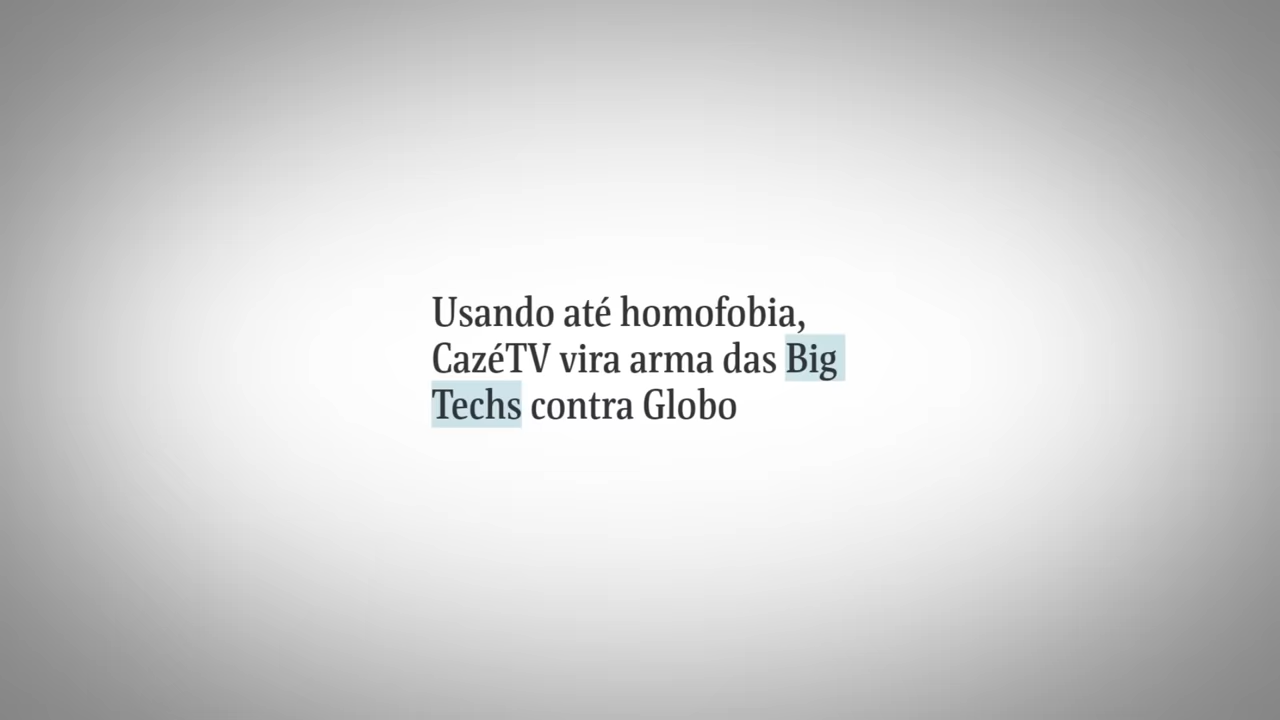 Usando até homofobia,
CazéTV vira arma das Big
Techs contra Globo